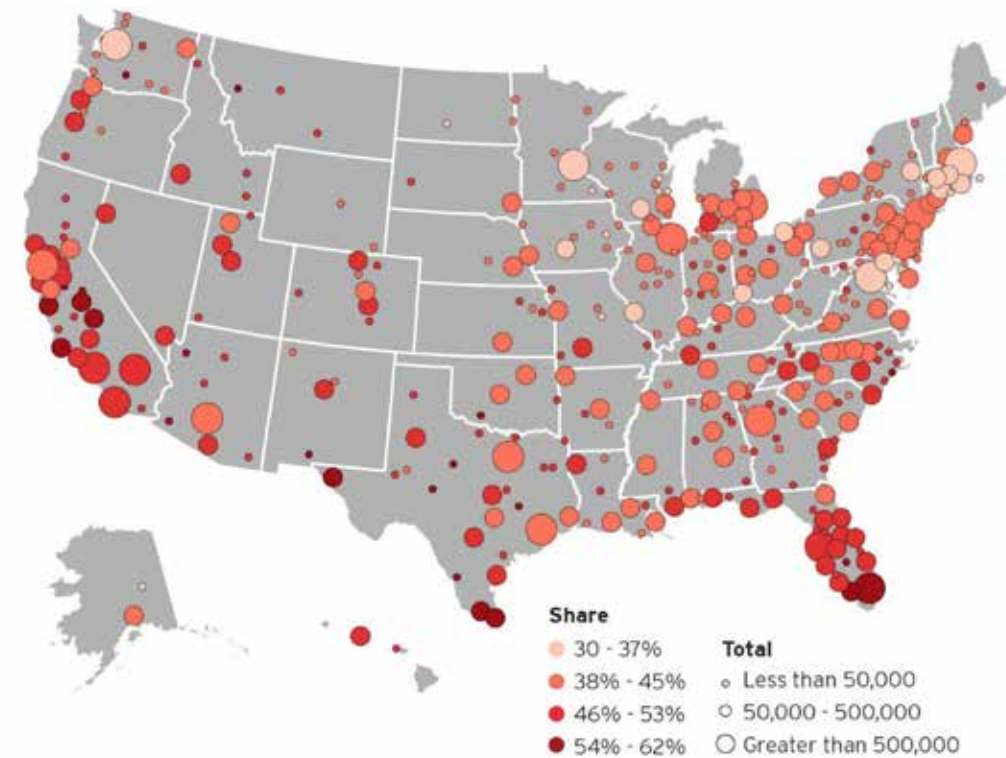 Share
30 - 37%
38% - 45%
46% - 53%
54% - 62%
Total
Less than 50,000
50,000 - 500,000
Greater than 500,000